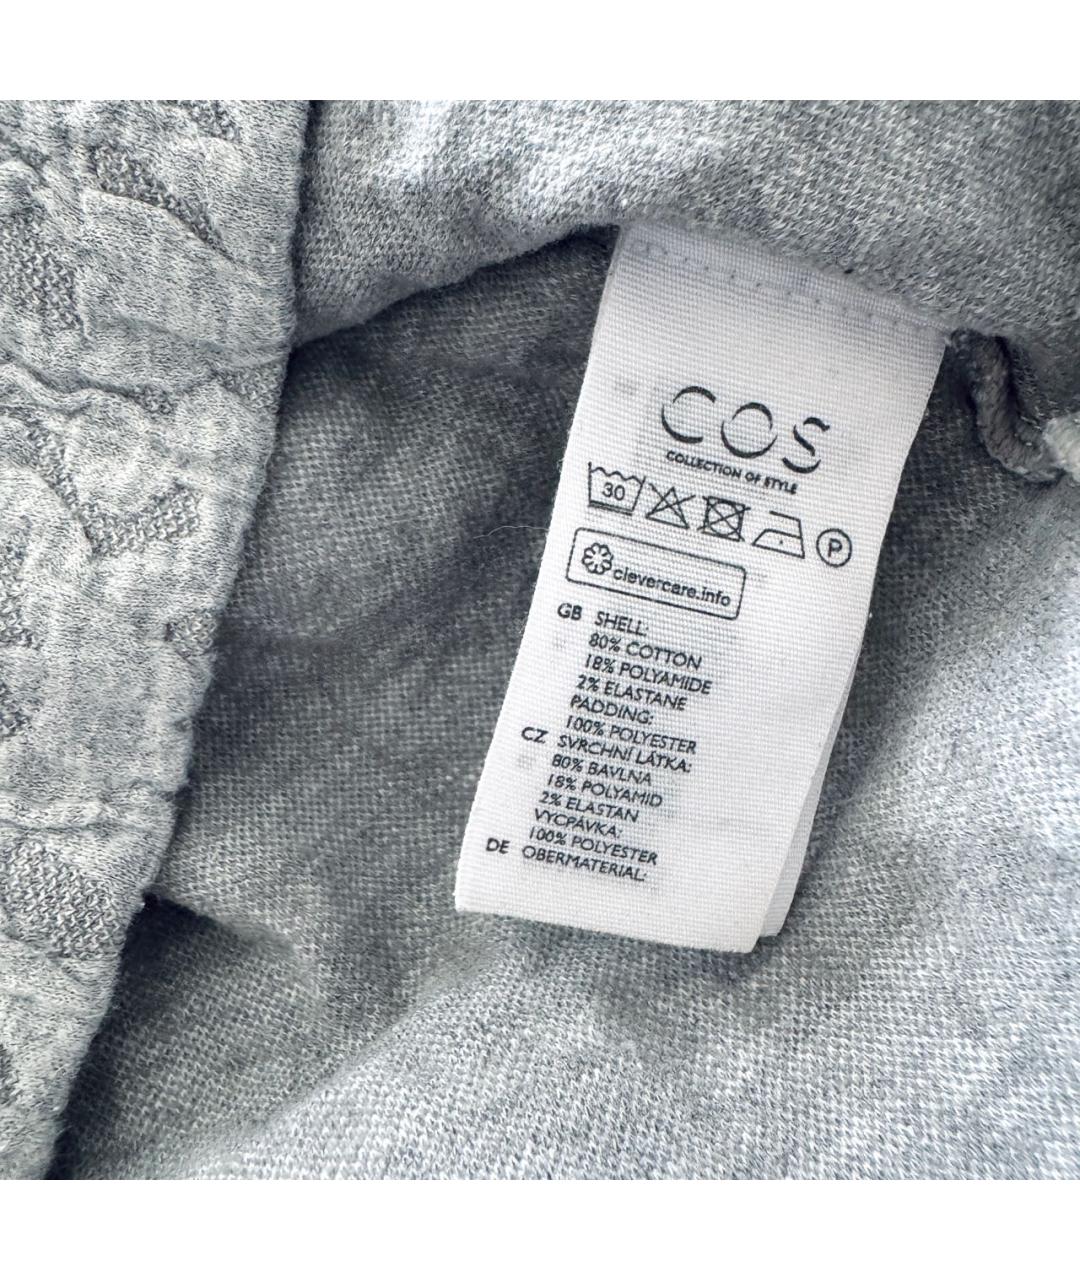 COS
COLLECTION OF STYLE
30
P
clevercare.info
GB SHELL:
80% COTTON
18% POLYAMIDE
2% ELASTANE
PADDING:
100% POLYESTER
CZ SVRCHNÍ LÁTKA:
80% BAVLNA
18% POLYAMID
2% ELASTAN
VYCPÁVKA:
100% POLYESTER
DE OBERMATERIAL: